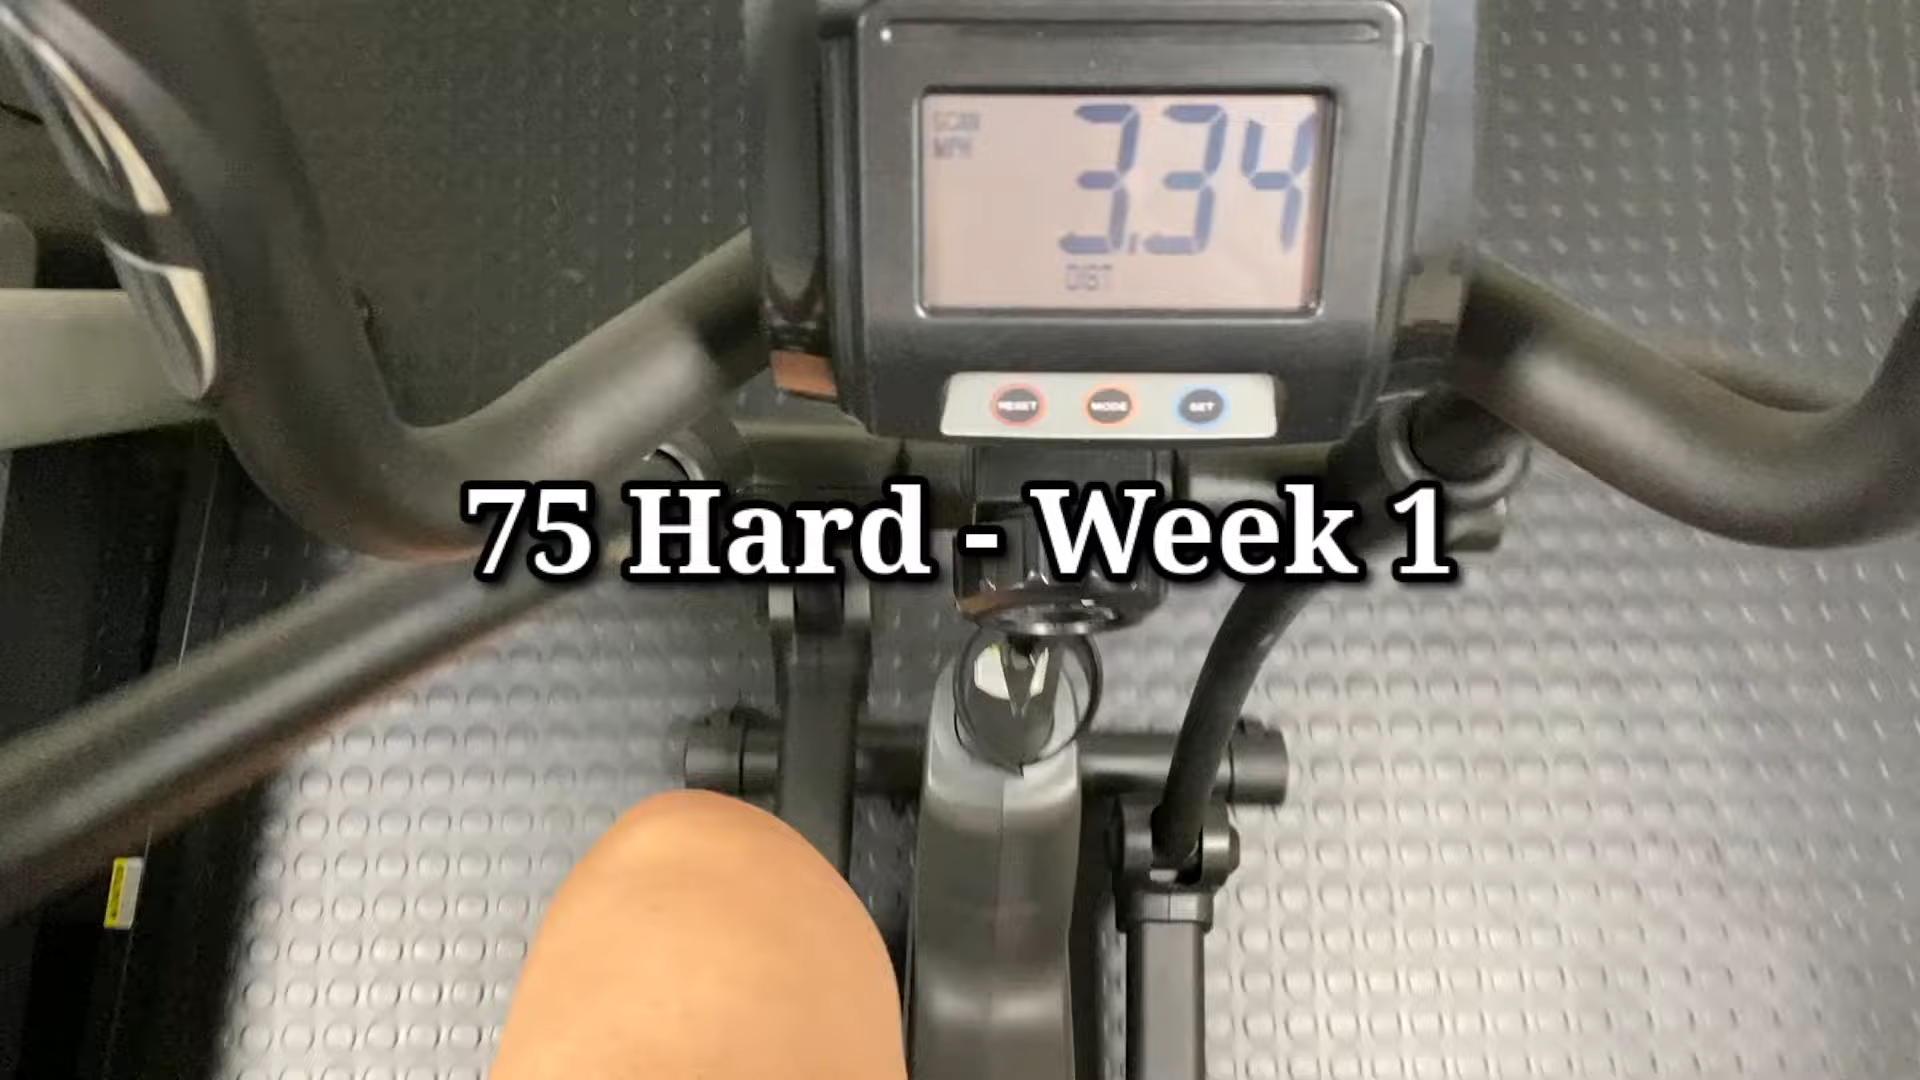 SCAN
MPH
3.34
DIST
RESET MODE SET
75 Hard - Week 1